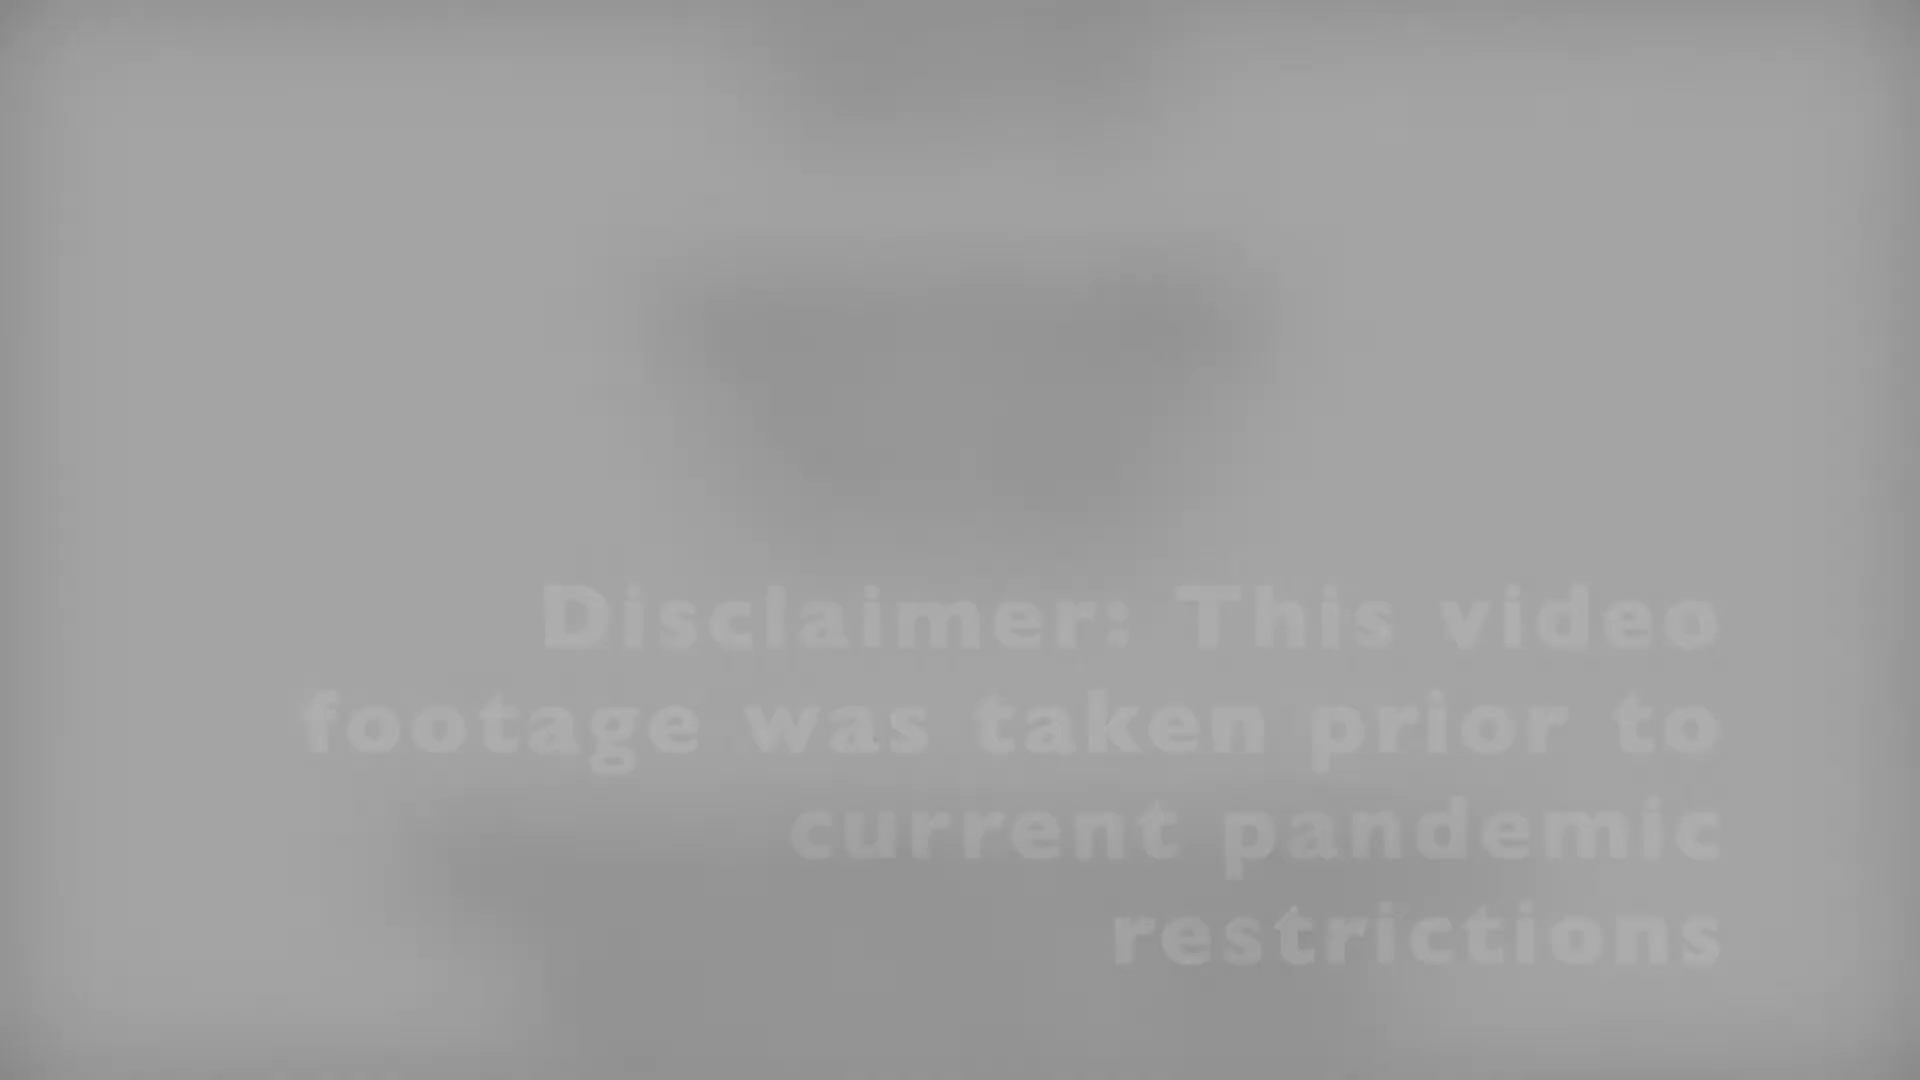 Disclaimer: This video
footage was taken prior to
current pandemic
restrictions